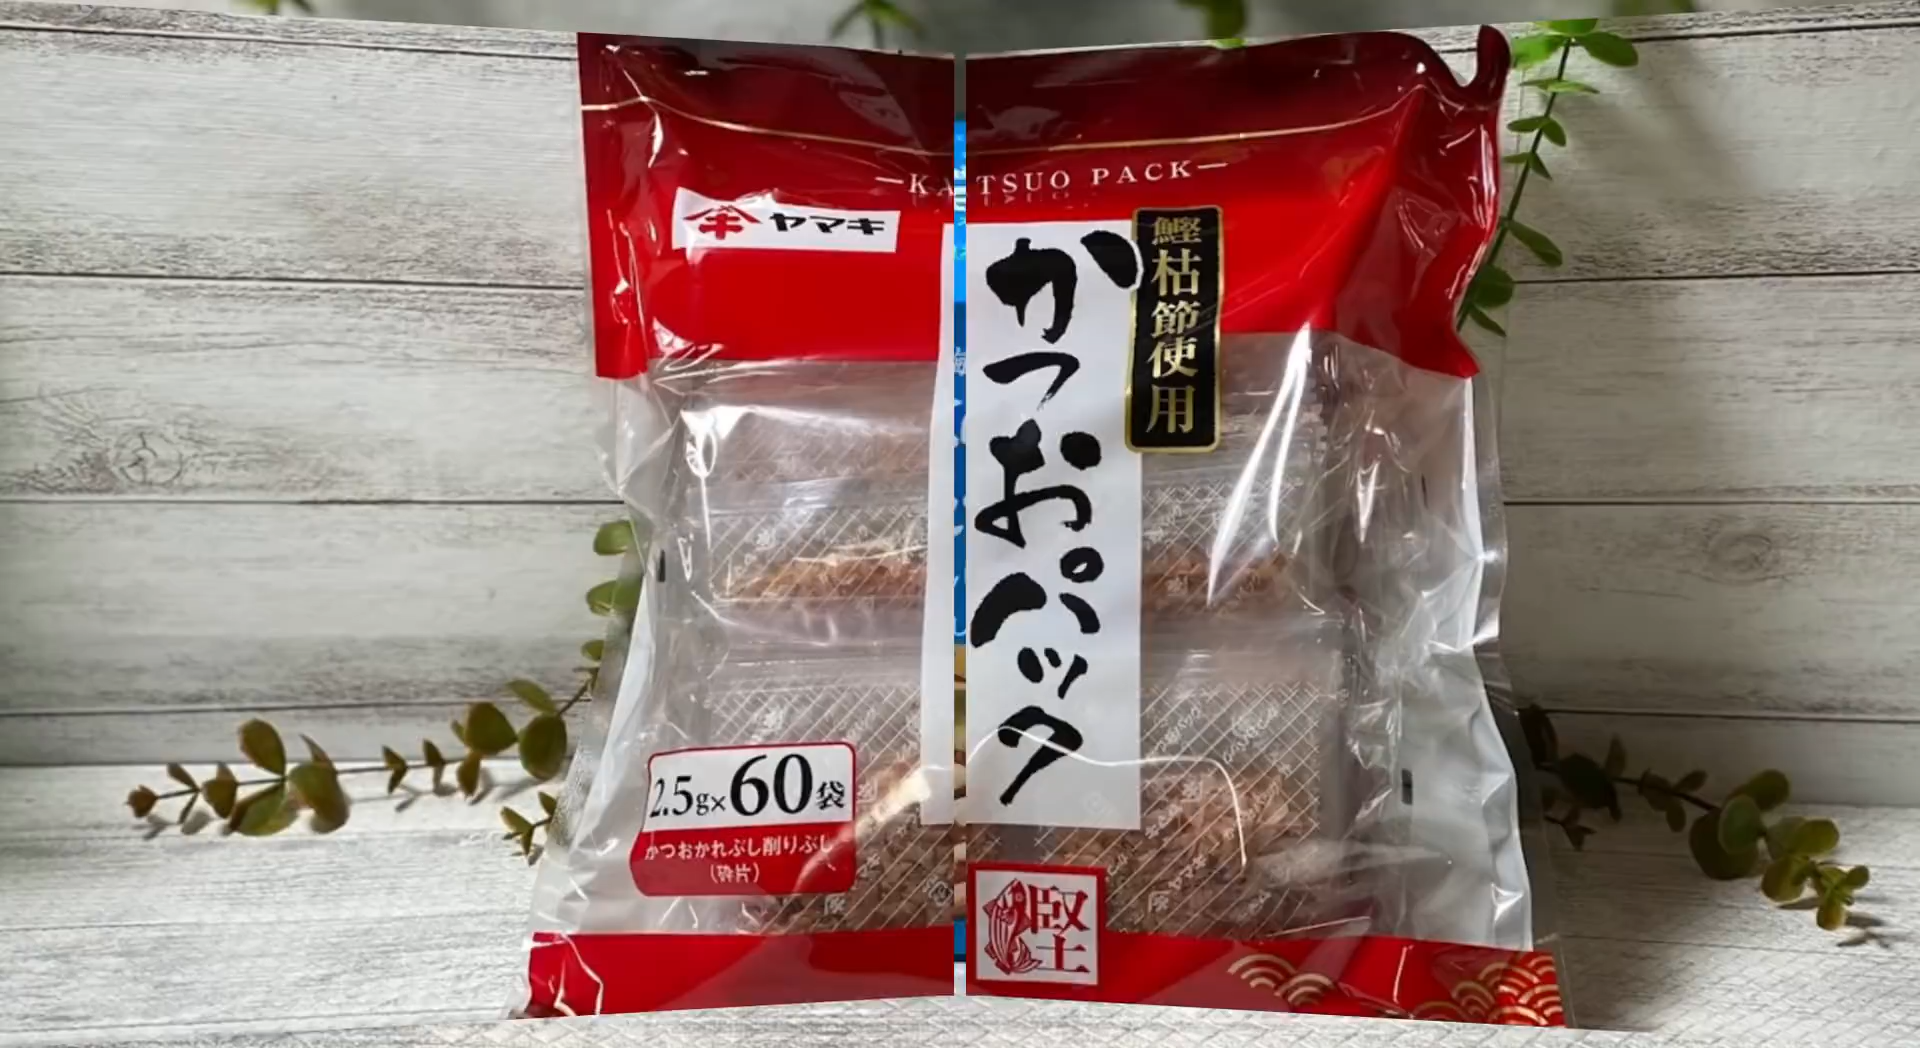 —KATSUO PACK—
ヤマキ
鰹枯節使用
かつおパック
2.5g×60袋
かつおかれぶし削りぶし
(砕片)
堅